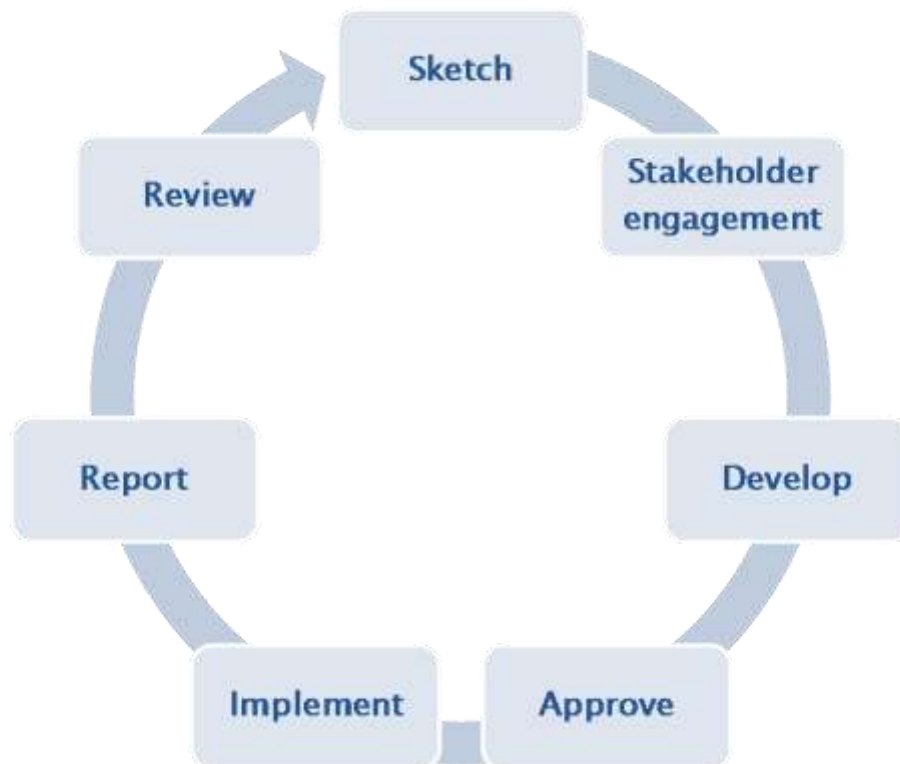 Sketch
Stakeholder
engagement
Develop
Approve
Implement
Report
Review